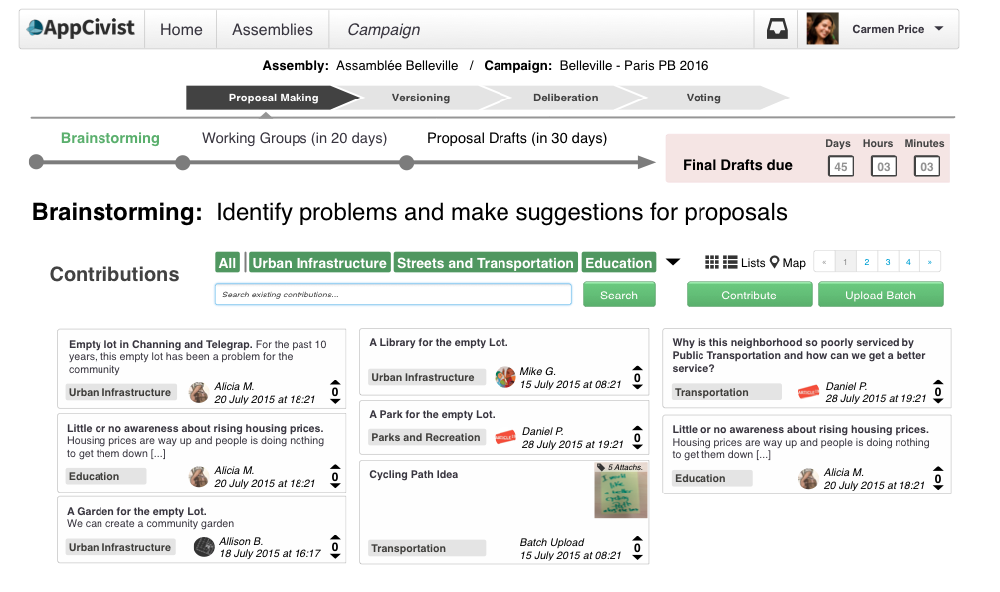 AppCivist
Home
Assemblies
Campaign
Carmen Price
Assembly: Assamblée Belleville / Campaign: Belleville - Paris PB 2016
Proposal Making
Versioning
Deliberation
Voting
Brainstorming
Working Groups (in 20 days)
Proposal Drafts (in 30 days)
Final Drafts due
Days Hours Minutes
45 03 03
Brainstorming: Identify problems and make suggestions for proposals
Contributions
All | Urban Infrastructure Streets and Transportation Education
Lists Map
« 1 2 3 4 »
Search existing contributions...
Search
Contribute
Upload Batch
Empty lot in Channing and Telegrap. For the past 10
years, this empty lot has been a problem for the
community
Urban Infrastructure
Alicia M.
20 July 2015 at 18:21
0
Little or no awareness about rising housing prices.
Housing prices are way up and people is doing nothing
to get them down [...]
Education
Alicia M.
20 July 2015 at 18:21
0
A Garden for the empty Lot.
We can create a community garden
Urban Infrastructure
Allison B.
18 July 2015 at 16:17
0
A Library for the empty Lot.
Urban Infrastructure
Mike G.
15 July 2015 at 08:21
0
A Park for the empty Lot.
Parks and Recreation
Daniel P.
28 July 2015 at 19:21
0
Cycling Path Idea
5 Attachs.
I would
like
a better
cycling
Transportation
Batch Upload
15 July 2015 at 08:21
0
Why is this neighborhood so poorly serviced by
Public Transportation and how can we get a better
service?
Transportation
Daniel P.
28 July 2015 at 19:21
0
Little or no awareness about rising housing prices.
Housing prices are way up and people is doing nothing
to get them down [...]
Education
Alicia M.
20 July 2015 at 18:21
0